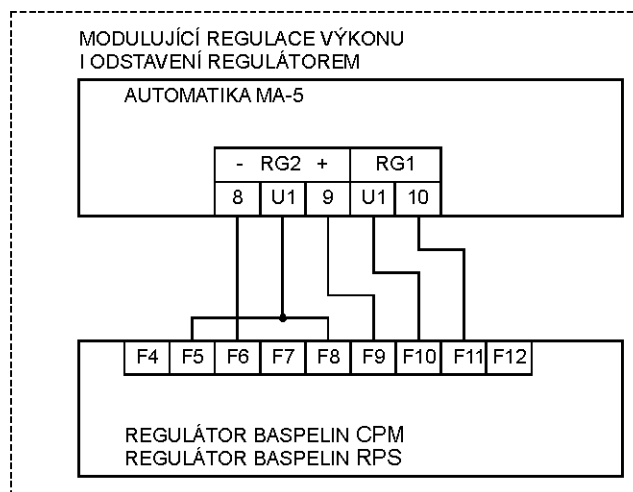 MODULUJÍCÍ REGULACE VÝKONU
I ODSTAVENÍ REGULÁTOREM
AUTOMATIKA MA-5
- RG2 + RG1
8 U1 9 U1 10
F4 F5 F6 F7 F8 F9 F10 F11 F12
REGULÁTOR BASPELIN CPM
REGULÁTOR BASPELIN RPS